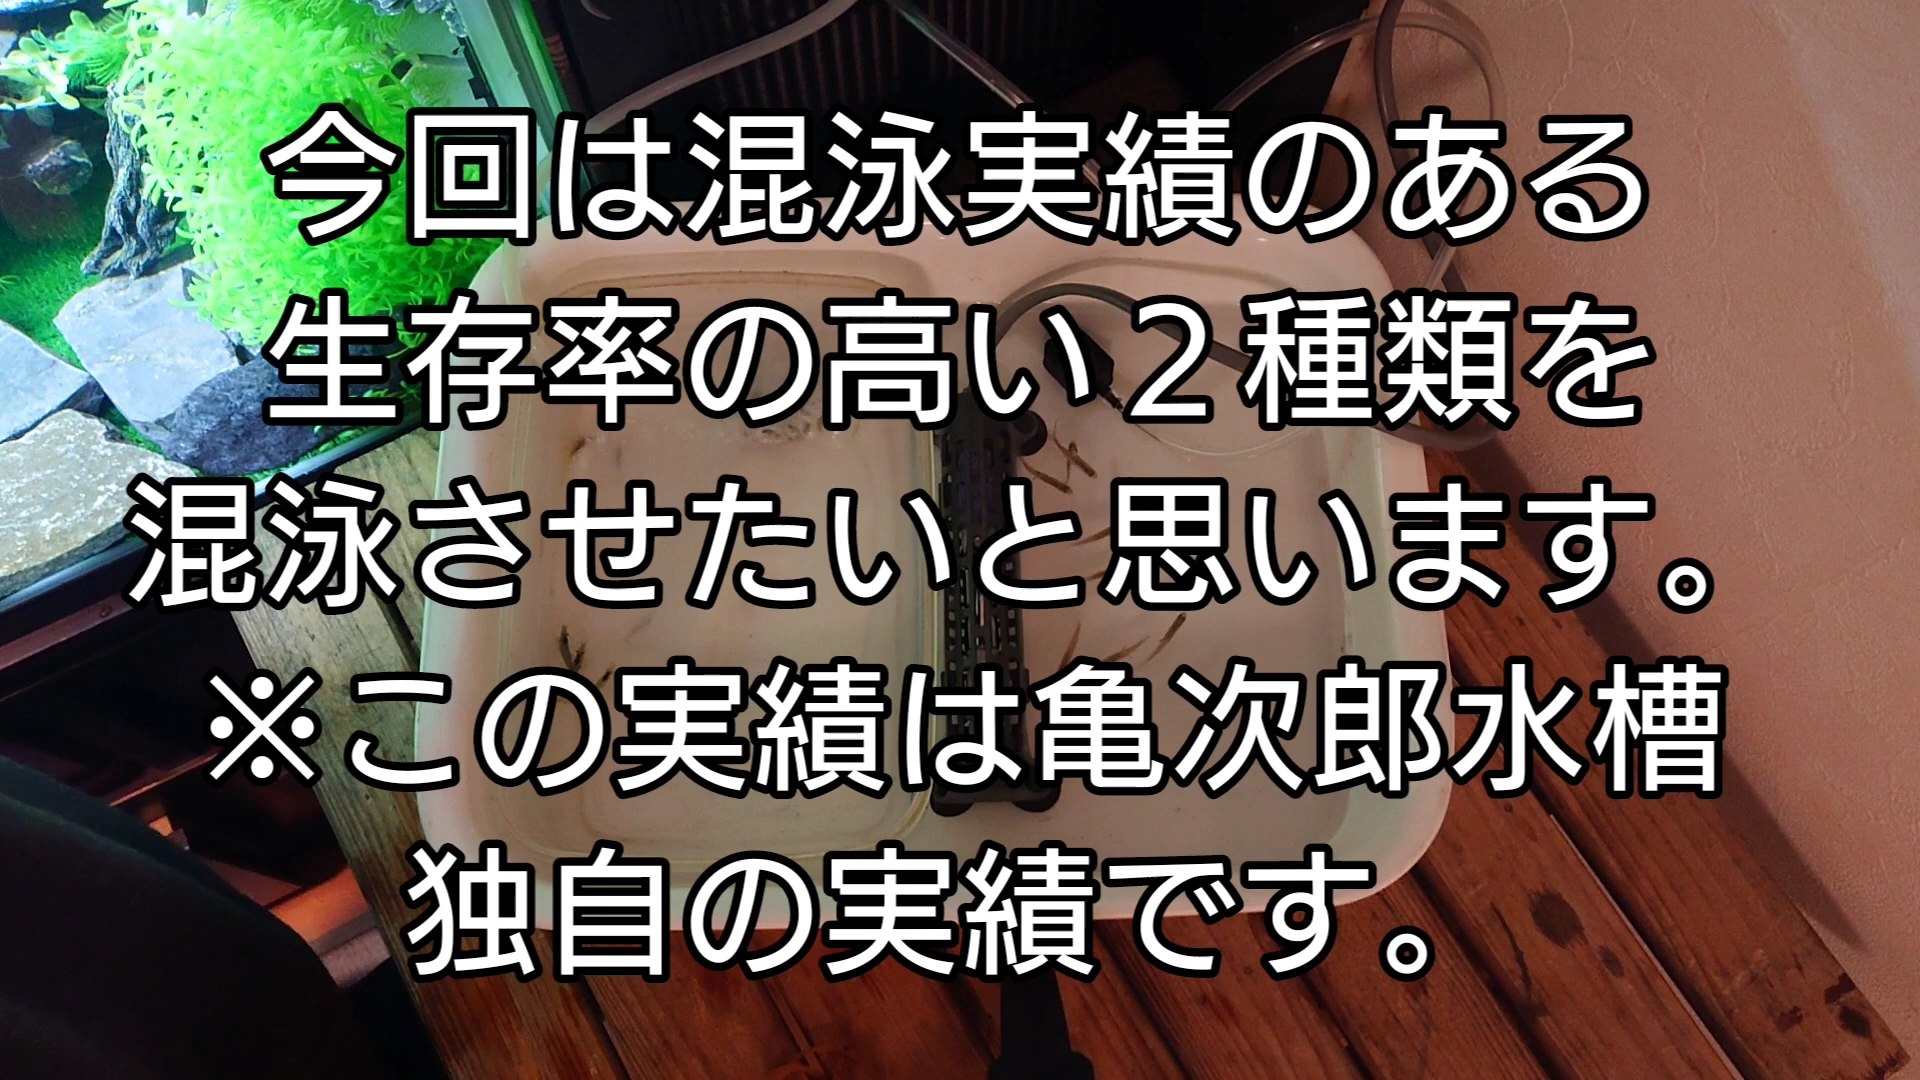 今回は混泳実績のある
生存率の高い２種類を
混泳させたいと思います。
※この実績は亀次郎水槽
独自の実績です。